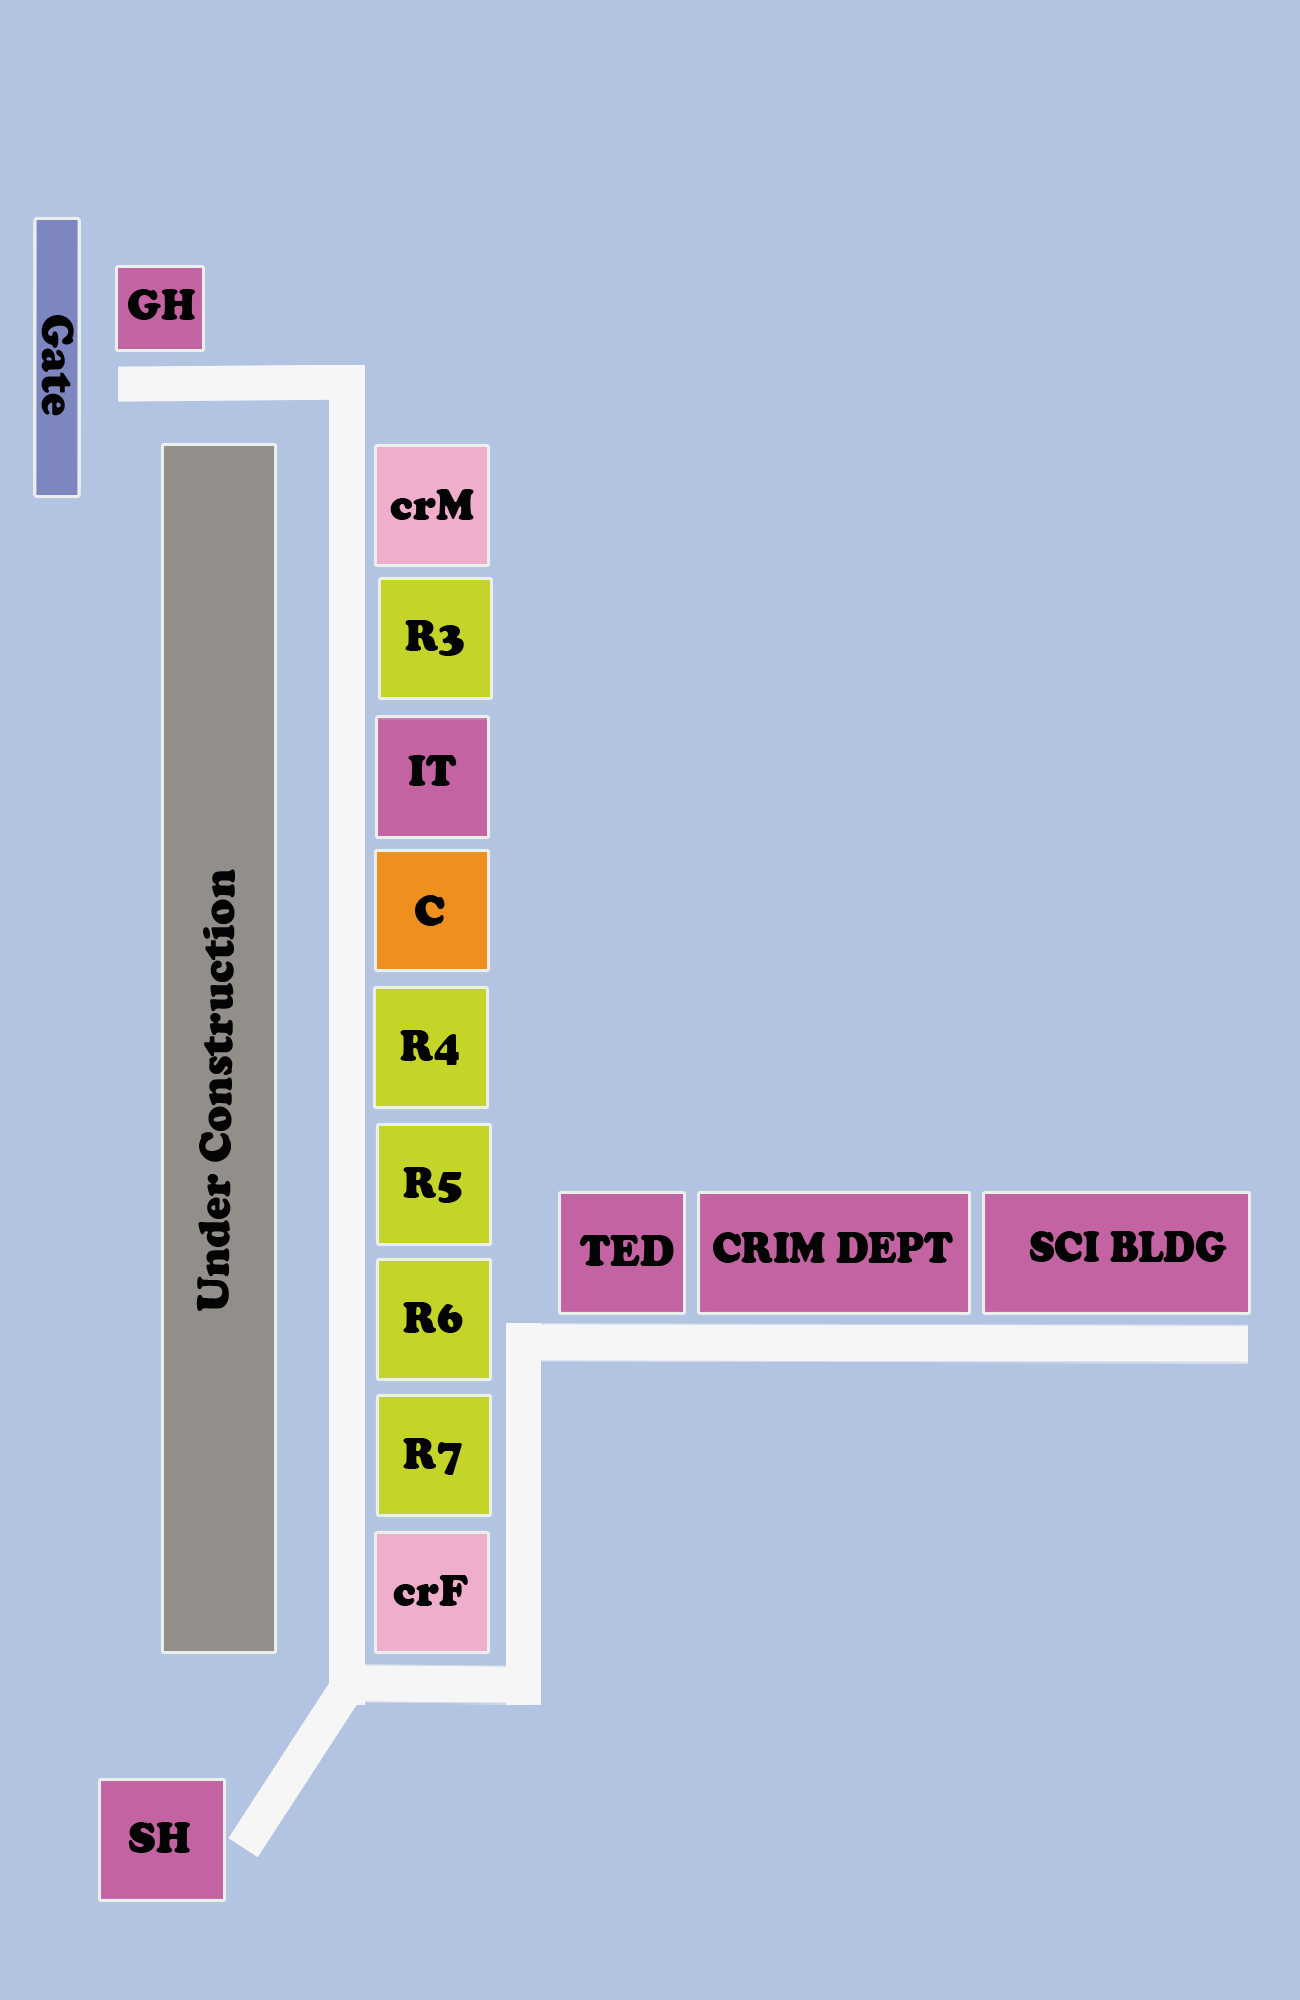 GH
Gate
crM
R3
IT
C
R4
R5
R6
R7
crF
Under Construction
TED
CRIM DEPT
SCI BLDG
SH